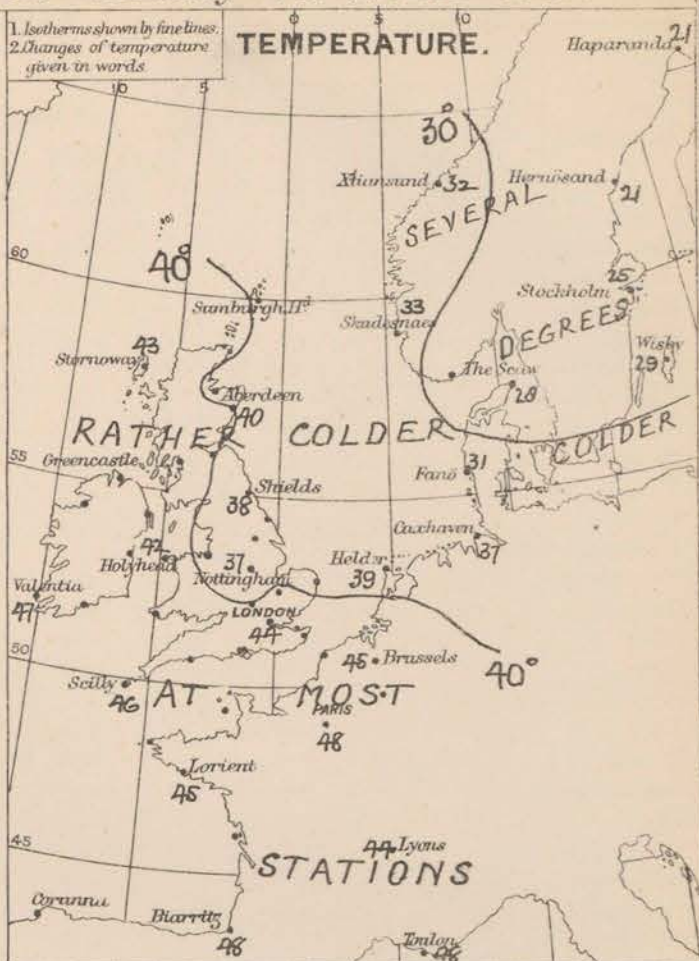 1. Isotherms shown by fine lines.
2. Changes of temperature
given in words
TEMPERATURE.
0 5 10
10 5
Haparanda 21
30°
Xtiansund 32
Hernösand
21
SEVERAL
60
40°
Sumburgh Hd
33
Skudesnaes
25
Stockholm
DEGREES
Wisby
29
43
Stornoway
The Scaw
28
Aberdeen
40
RATHER COLDER COLDER
55
Greencastle
Shields
38
Fanö
31
Cuxhaven
37
42
Holyhead
37
Nottingham
Helder
39
Valentia
47
LONDON
44
50
45 Brussels
40°
Scilly
46
AT MOST
PARIS
48
Lorient
45
45
44 Lyons
STATIONS
Corunna
Biarritz
48
Toulon
48